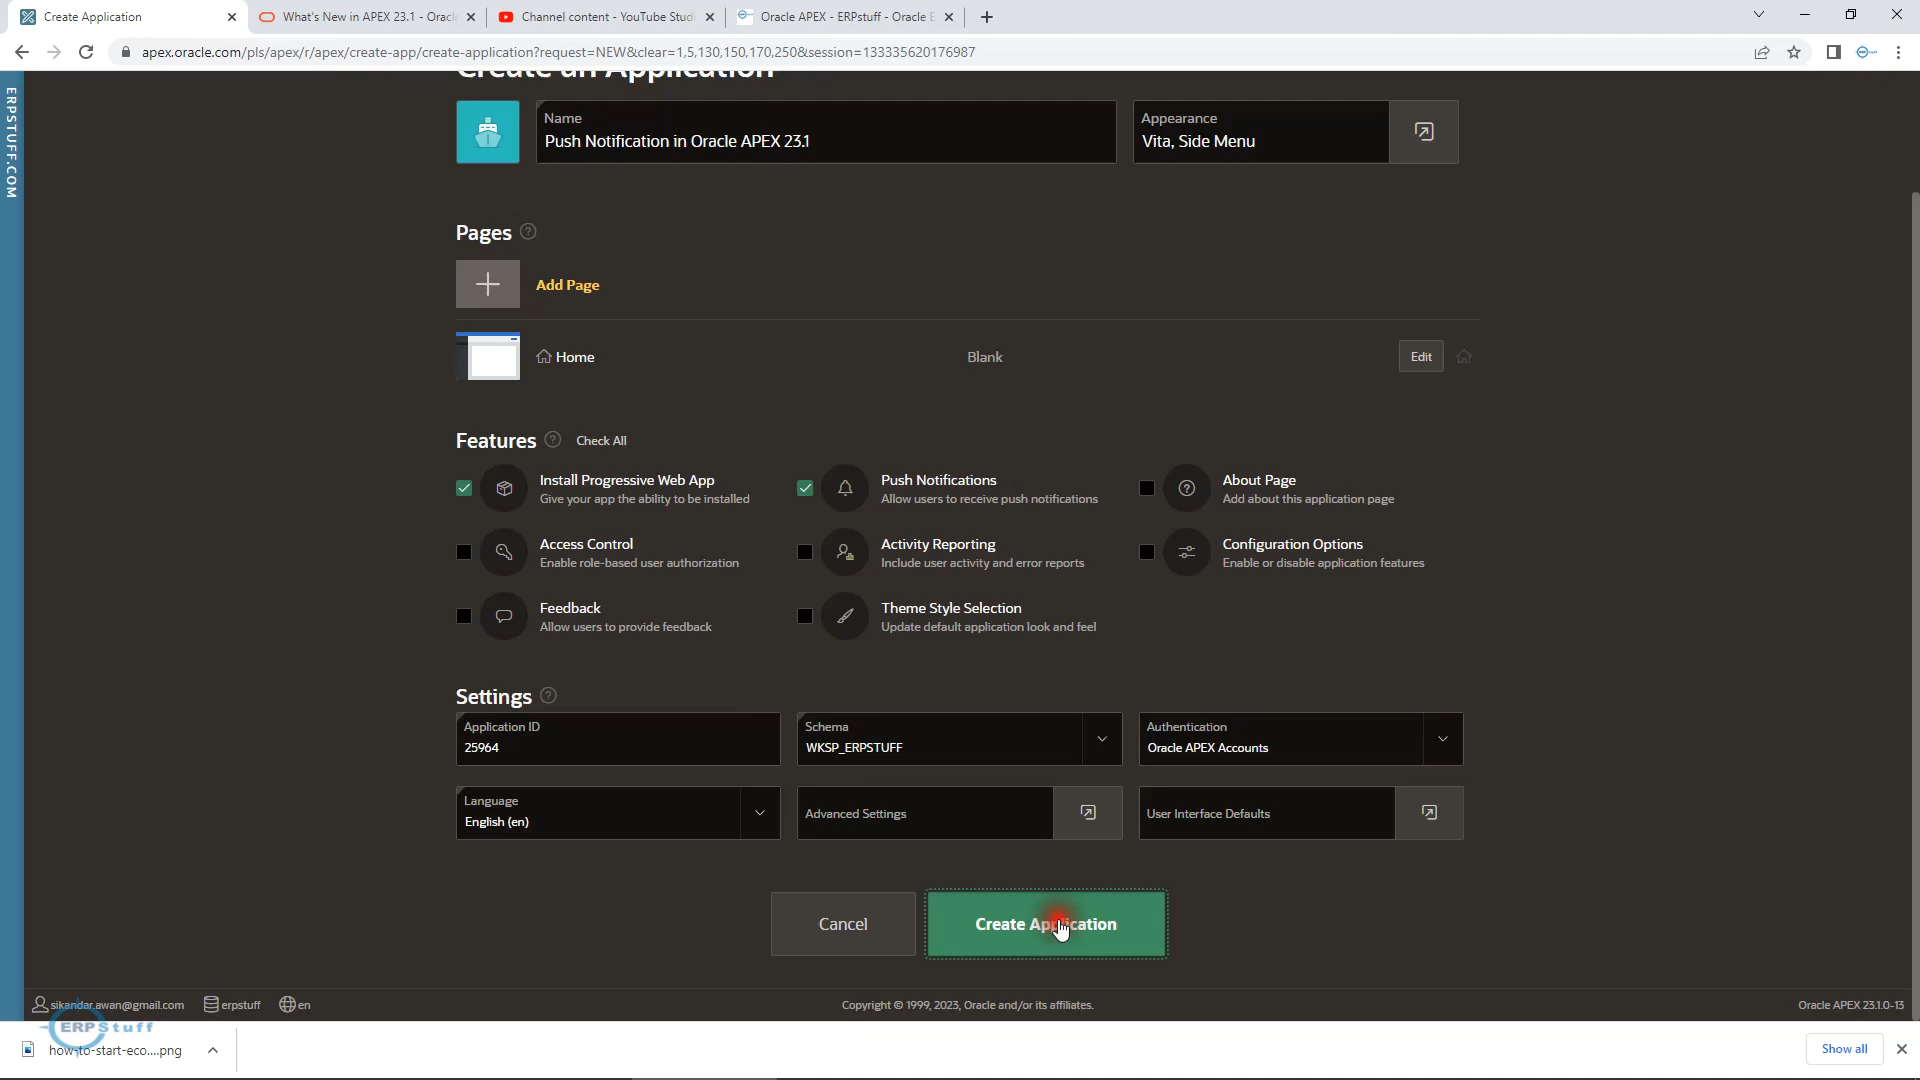 Create Application
What's New in APEX 23.1 - Oracl
Channel content - YouTube Stud
Oracle APEX - ERPstuff - Oracle E
apex.oracle.com/pls/apex/r/apex/create-app/create-application?request=NEW&clear=1,5,130,150,170,250&session=133335620176987
ERPSTUFF.COM
Create an Application
Name
Push Notification in Oracle APEX 23.1
Appearance
Vita, Side Menu
Pages
Add Page
Home
Blank
Edit
Features
Check All
Install Progressive Web App
Give your app the ability to be installed
Push Notifications
Allow users to receive push notifications
About Page
Add about this application page
Access Control
Enable role-based user authorization
Activity Reporting
Include user activity and error reports
Configuration Options
Enable or disable application features
Feedback
Allow users to provide feedback
Theme Style Selection
Update default application look and feel
Settings
Application ID
25964
Schema
WKSP_ERPSTUFF
Authentication
Oracle APEX Accounts
Language
English (en)
Advanced Settings
User Interface Defaults
Cancel
Create Application
sikandar.awan@gmail.com
erpstuff
en
Copyright © 1999, 2023, Oracle and/or its affiliates.
Oracle APEX 23.1.0-13
ERPStuff
how-to-start-eco....png
Show all